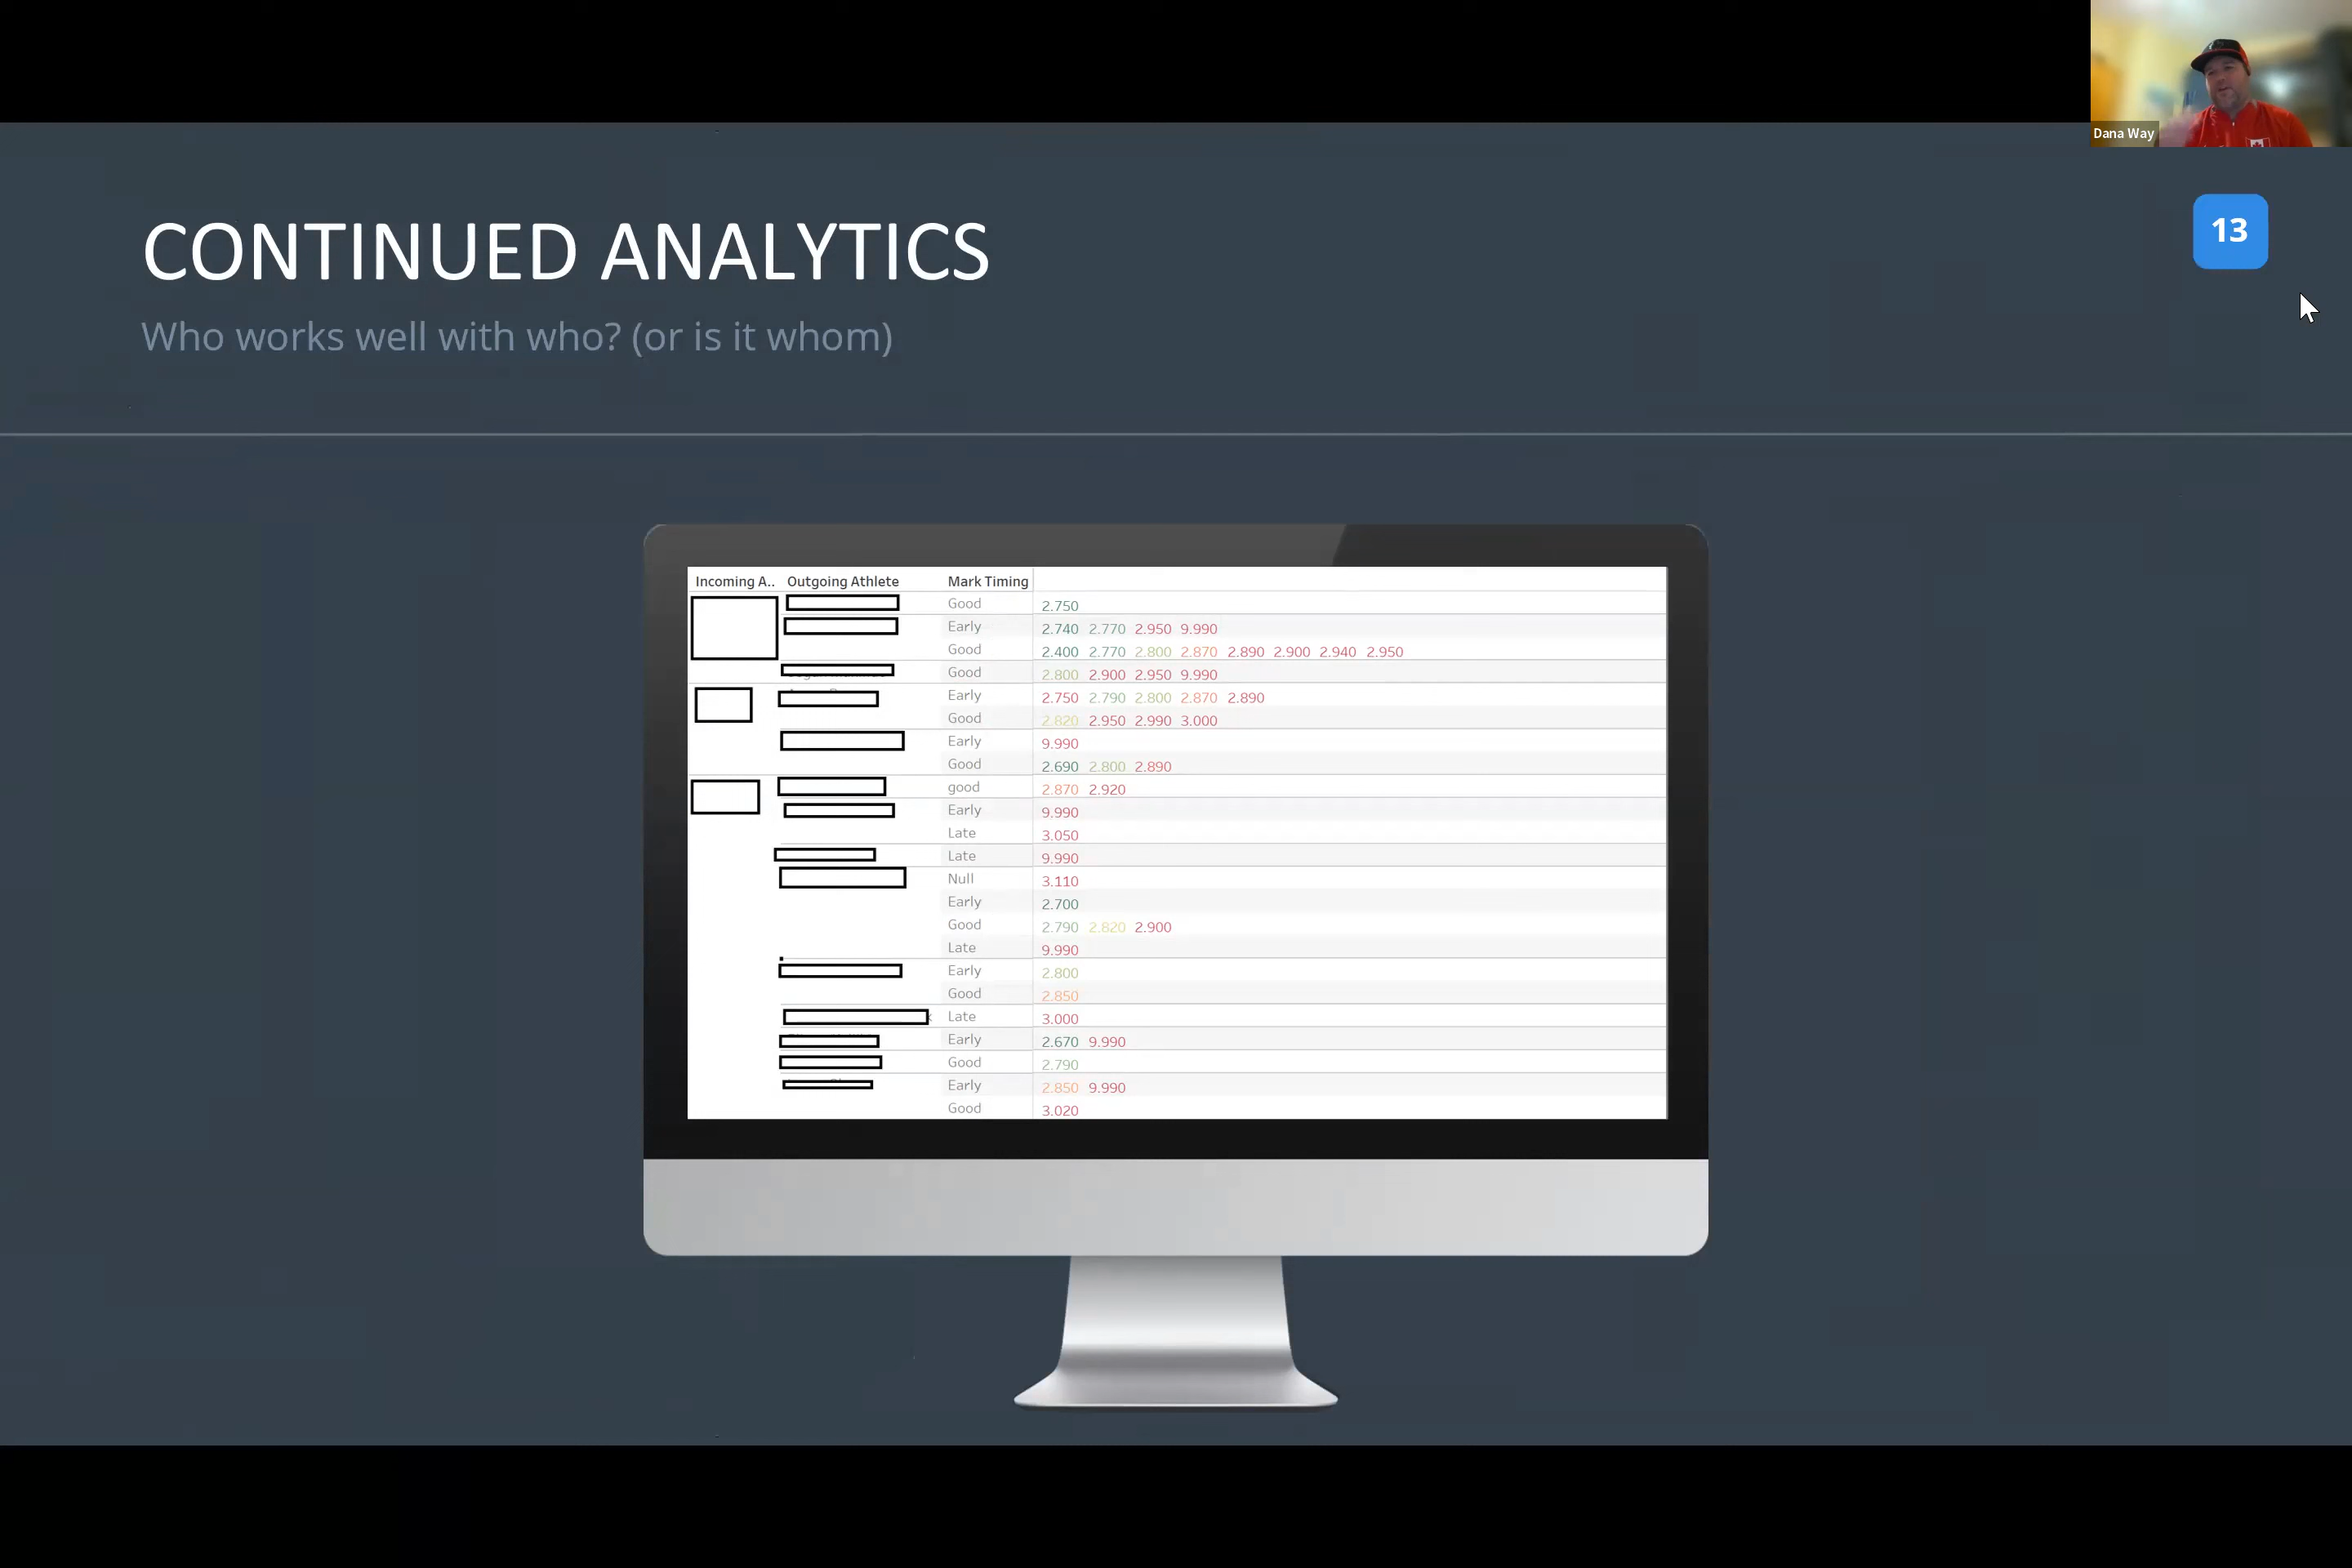 Dana Way
CONTINUED ANALYTICS
13
Who works well with who? (or is it whom)
Incoming A.. Outgoing Athlete Mark Timing
Good 2.750
Early 2.740 2.770 2.950 9.990
Good 2.400 2.770 2.800 2.870 2.890 2.900 2.940 2.950
Good 2.800 2.900 2.950 9.990
Early 2.750 2.790 2.800 2.870 2.890
Good 2.820 2.950 2.990 3.000
Early 9.990
Good 2.690 2.800 2.890
good 2.870 2.920
Early 9.990
Late 3.050
Late 9.990
Null 3.110
Early 2.700
Good 2.790 2.820 2.900
Late 9.990
Early 2.800
Good 2.850
Late 3.000
Early 2.670 9.990
Good 2.790
Early 2.850 9.990
Good 3.020